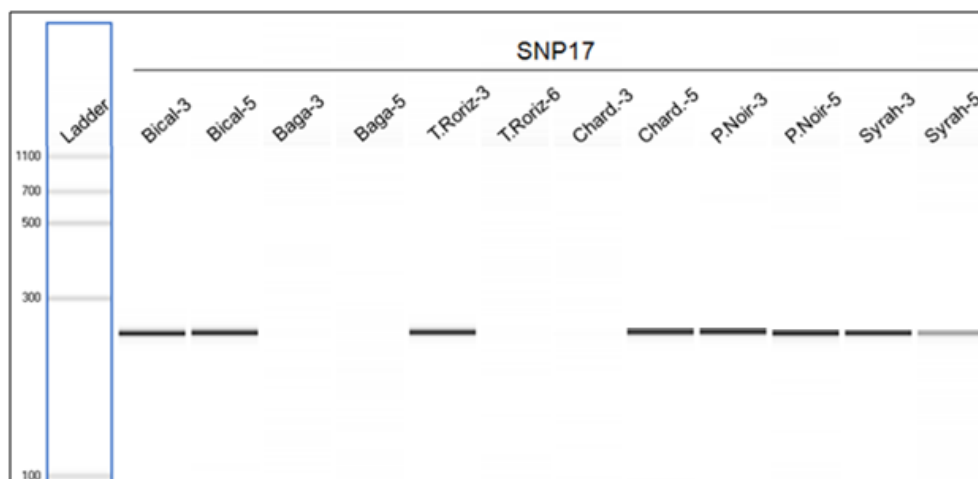 SNP17
Ladder
Bical-3
Bical-5
Baga-3
Baga-5
T.Roriz-3
T.Roriz-6
Chard.-3
Chard.-5
P.Noir-3
P.Noir-5
Syrah-3
Syrah-5
1100
700
500
300
100